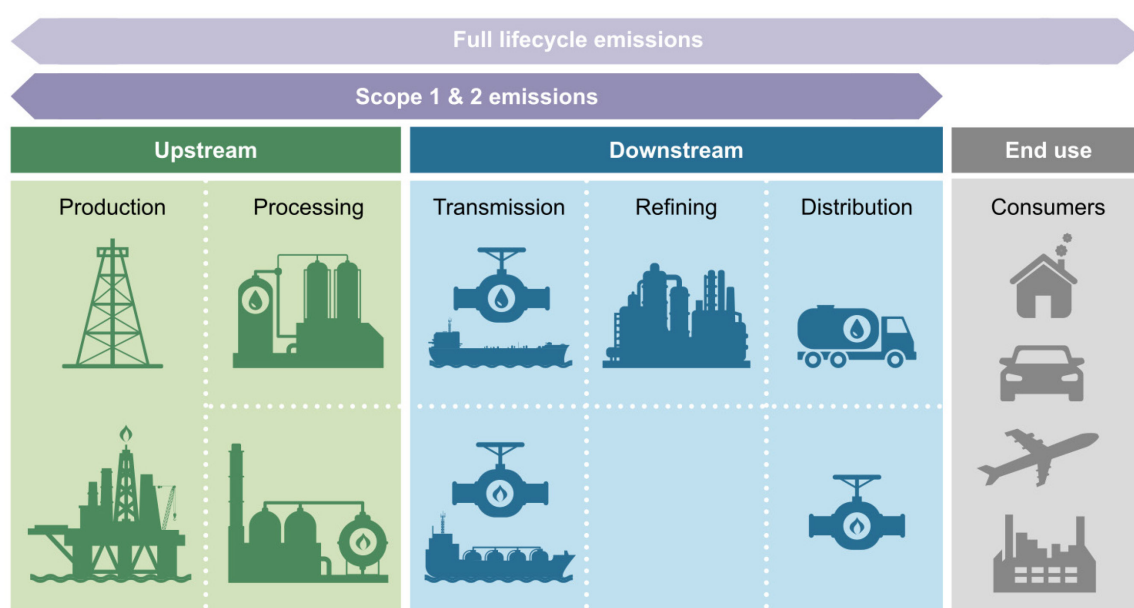 Full lifecycle emissions
Scope 1 & 2 emissions
Upstream
Downstream
End use
Production
Processing
Transmission
Refining
Distribution
Consumers